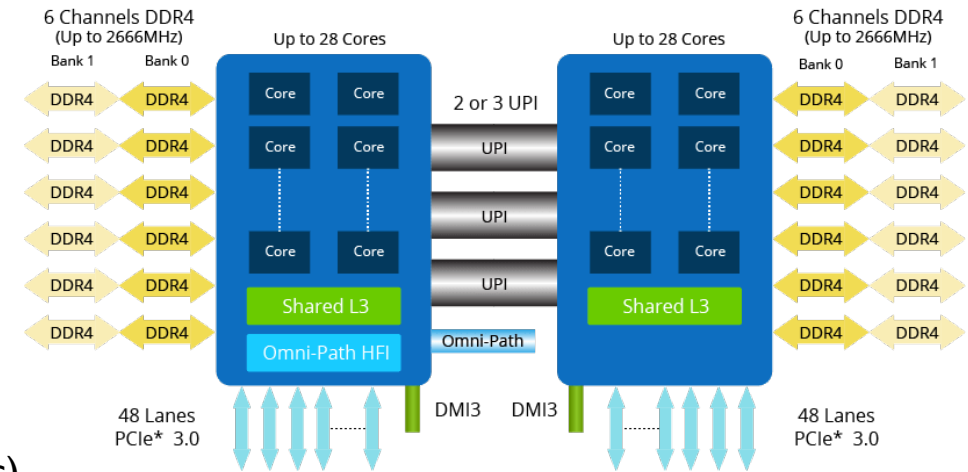 6 Channels DDR4
(Up to 2666MHz)
Bank 1 Bank 0
Up to 28 Cores
Up to 28 Cores
6 Channels DDR4
(Up to 2666MHz)
Bank 0 Bank 1
DDR4 DDR4
Core Core
2 or 3 UPI
Core Core
DDR4 DDR4
DDR4 DDR4
Core Core
UPI
Core Core
DDR4 DDR4
DDR4 DDR4
UPI
DDR4 DDR4
DDR4 DDR4
Core Core
Core Core
DDR4 DDR4
DDR4 DDR4
UPI
DDR4 DDR4
Shared L3
Shared L3
DDR4 DDR4
Omni-Path HFI
Omni-Path
DDR4 DDR4
48 Lanes
PCIe* 3.0
DMI3
DMI3
48 Lanes
PCIe* 3.0